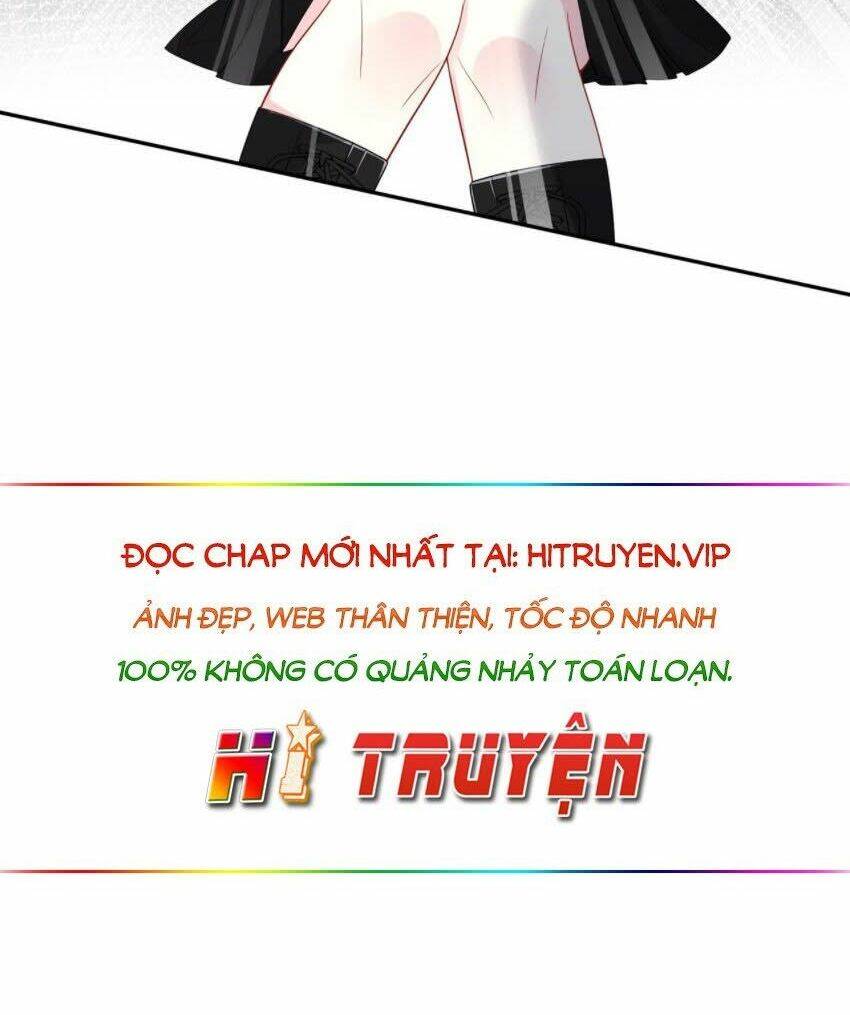 ĐỌC CHAP MỚI NHẤT TẠI: HITRUYEN.VIP
ẢNH ĐẸP, WEB THÂN THIỆN, TỐC ĐỘ NHANH
100% KHÔNG CÓ QUẢNG NHẢY TOÁN LOẠN.
HI TRUYỆN